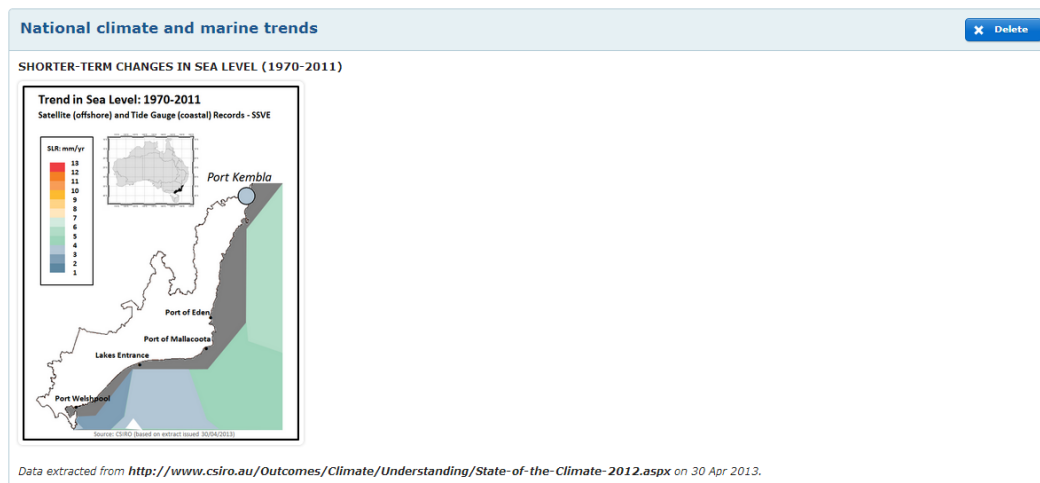 National climate and marine trends
Delete
SHORTER-TERM CHANGES IN SEA LEVEL (1970-2011)
Trend in Sea Level: 1970-2011
Satellite (offshore) and Tide Gauge (coastal) Records - SSVE
SLR: mm/yr
13
12
11
10
9
8
7
6
5
4
3
2
1
Port Kembla
Port of Eden
Port of Mallacoota
Lakes Entrance
Port Welshpool
Source: CSIRO (based on extract issued 30/04/2013)
Data extracted from http://www.csiro.au/Outcomes/Climate/Understanding/State-of-the-Climate-2012.aspx on 30 Apr 2013.